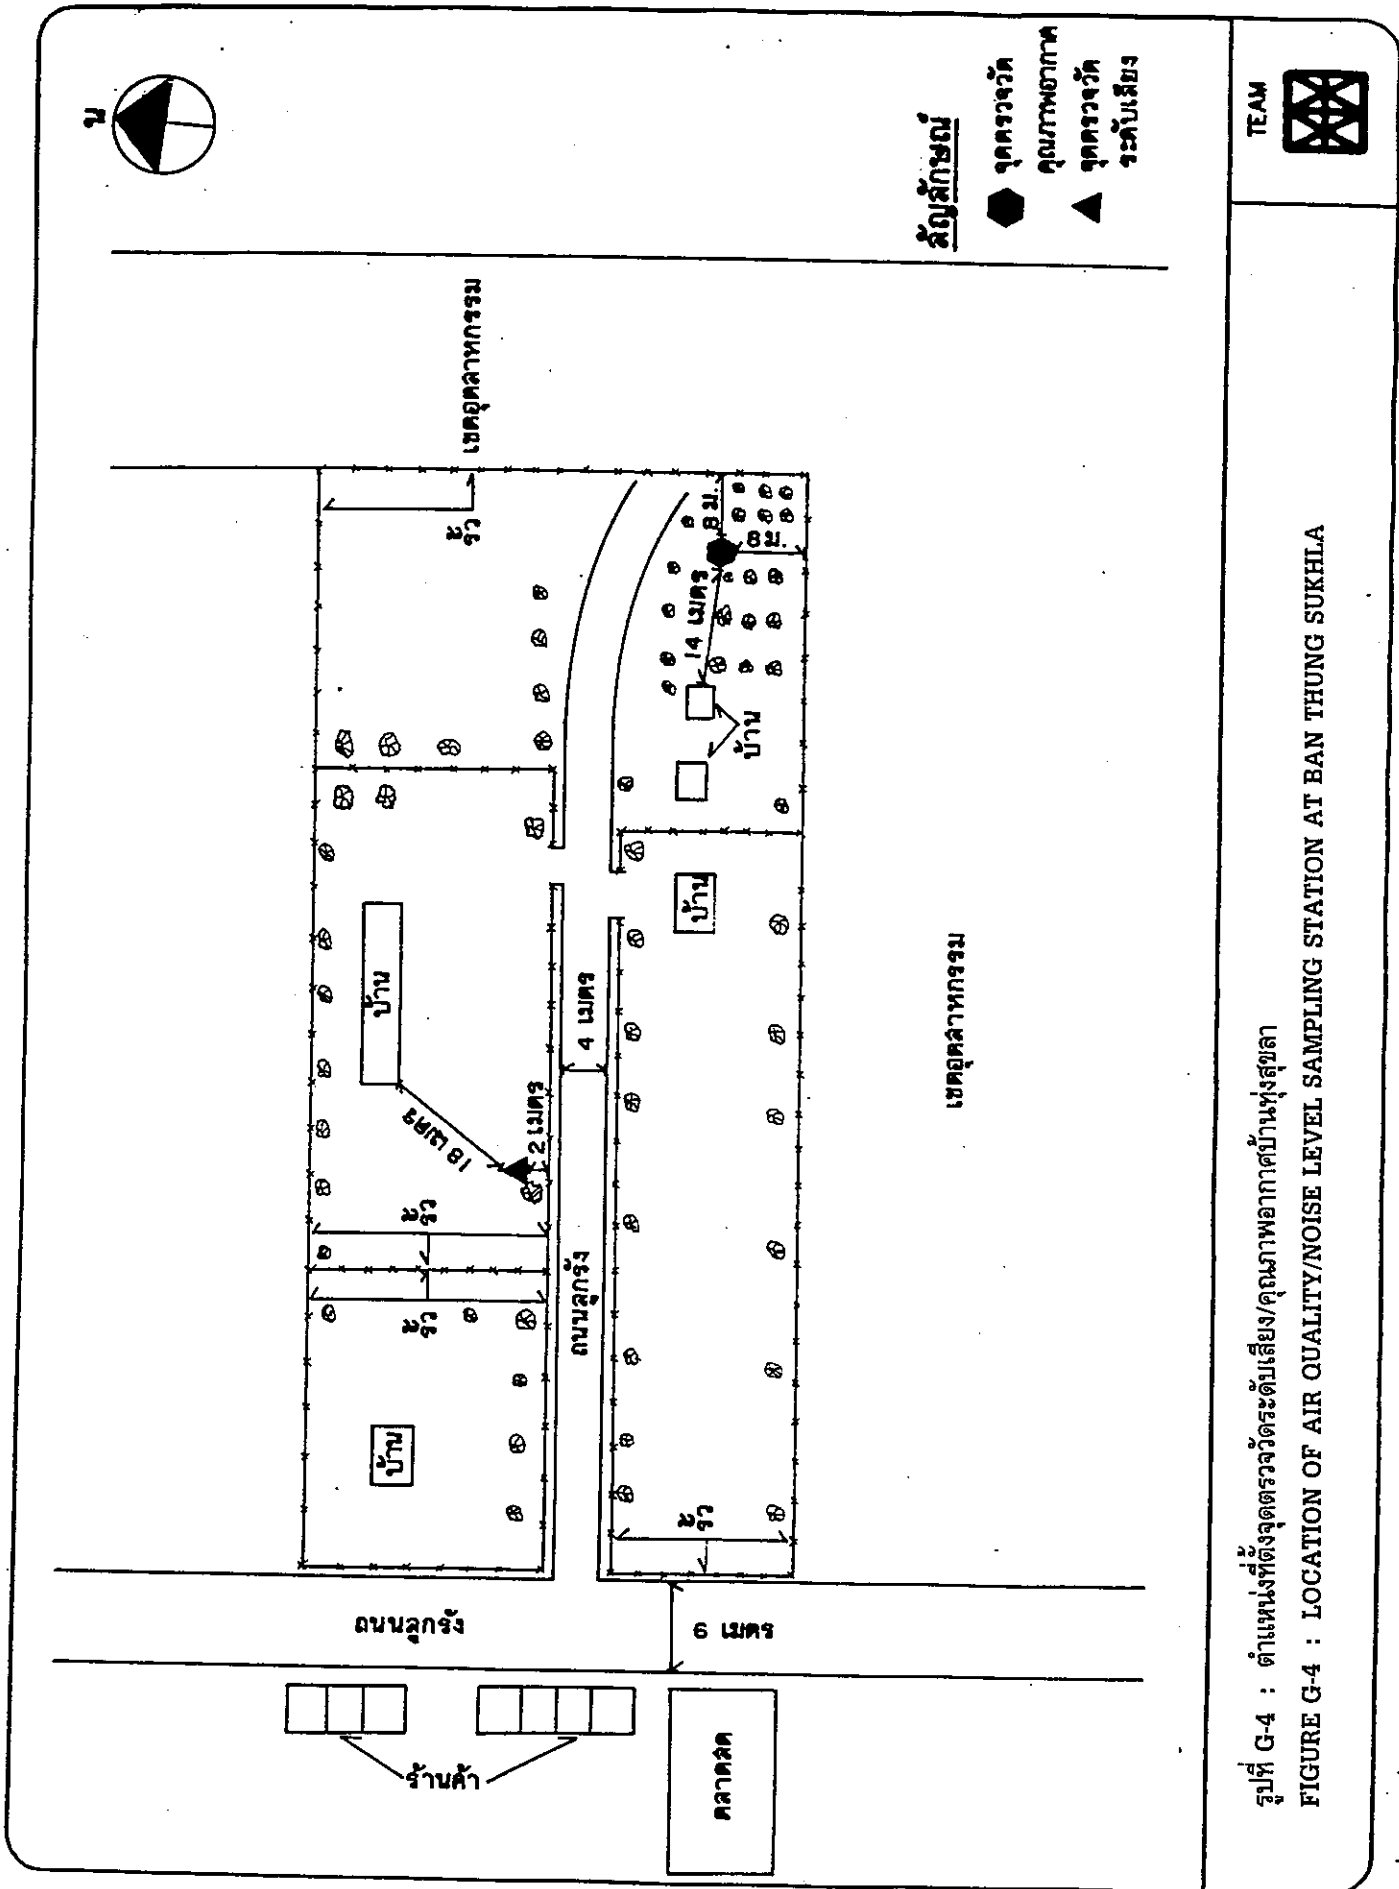 น
สัญลักษณ์
จุดตรวจวัด
คุณภาพอากาศ
จุดตรวจวัด
ระดับเสียง
TEAM
เขตอุตสาหกรรม
รั้ว
8 ม.
8 ม.
14 เมตร
บ้าน
บ้าน
บ้าน
18 เมตร
2 เมตร
4 เมตร
รั้ว
รั้ว
ถนนลูกรัง
บ้าน
รั้ว
เขตอุตสาหกรรม
ถนนลูกรัง
6 เมตร
ร้านค้า
ตลาดสด
รูปที่ G-4 : ตำแหน่งที่ตั้งจุดตรวจวัดระดับเสียง/คุณภาพอากาศบ้านทุ่งสุขลา
FIGURE G-4 : LOCATION OF AIR QUALITY/NOISE LEVEL SAMPLING STATION AT BAN THUNG SUKHLA